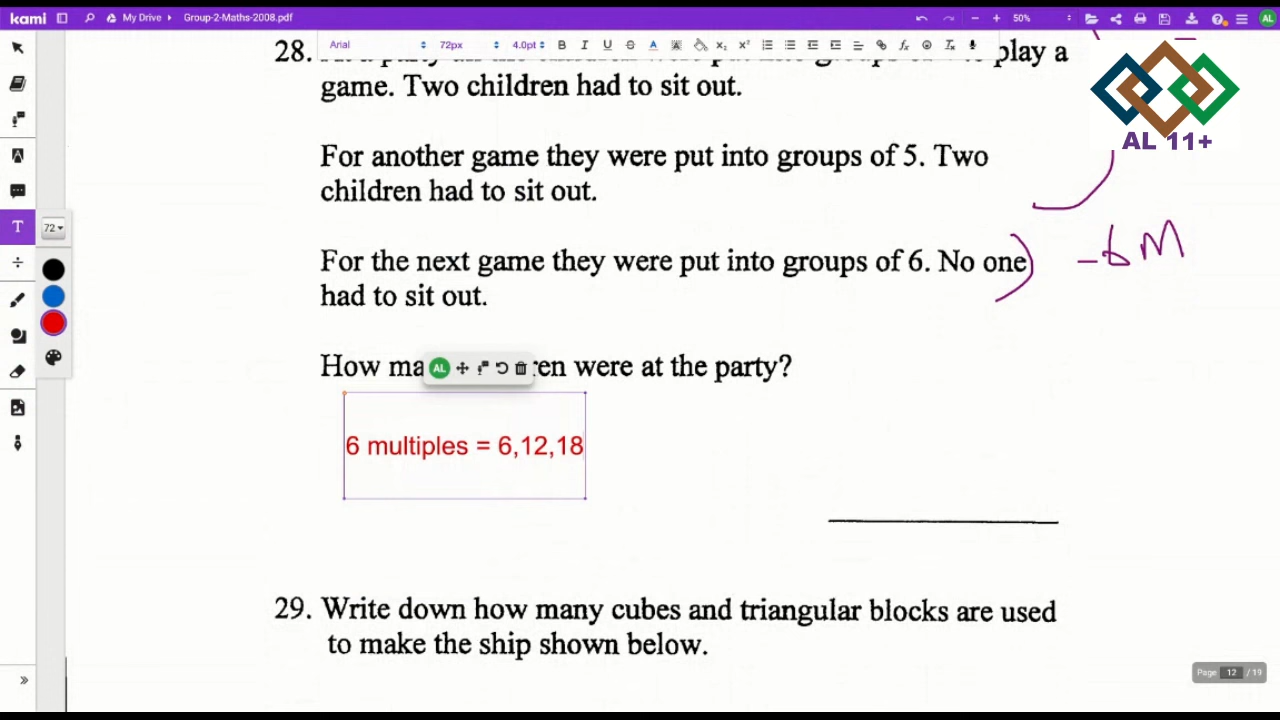 kami My Drive Group-2-Maths-2008.pdf 50% AL
Arial 72px 4.0pt B I U S A
28. play a
game. Two children had to sit out.
AL 11+
For another game they were put into groups of 5. Two
children had to sit out.
T 72
For the next game they were put into groups of 6. No one
had to sit out.
-6M
How ma ren were at the party?
AL
6 multiples = 6,12,18
29. Write down how many cubes and triangular blocks are used
to make the ship shown below.
Page 12 / 19